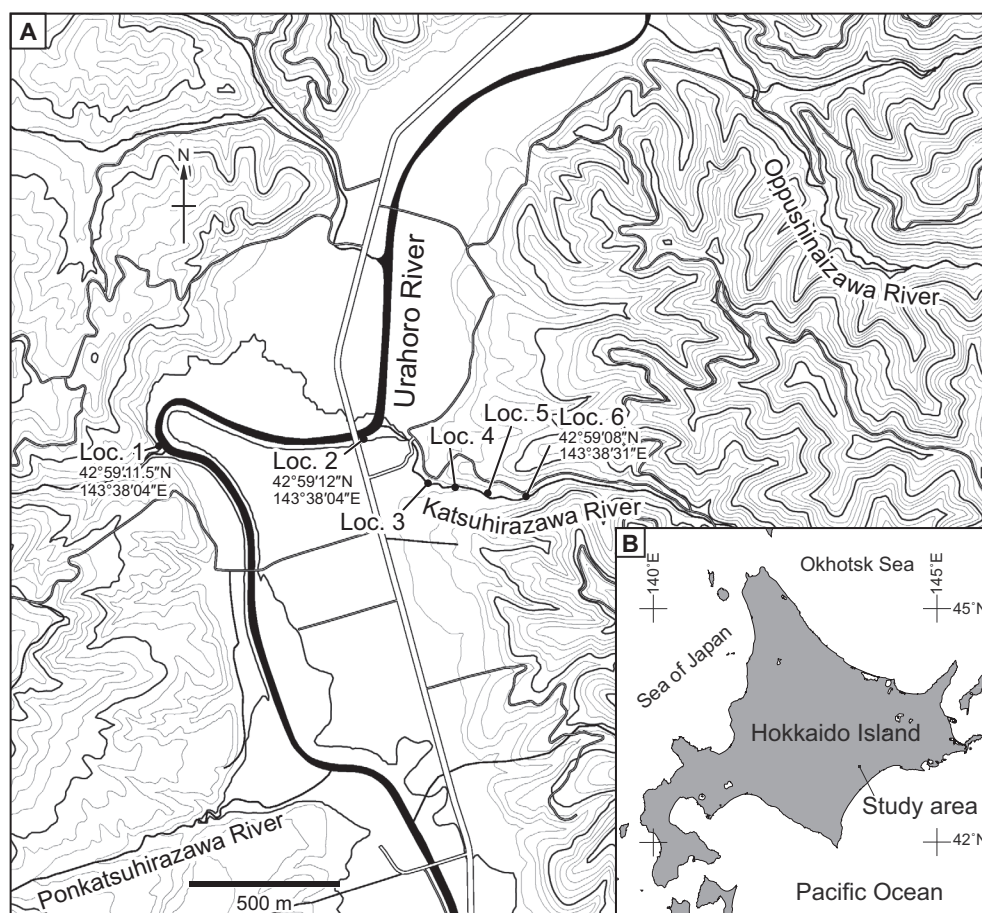 A
N
Oppushinaizawa River
Urahoro River
Loc. 1
42°59′11.5″N
143°38′04″E
Loc. 2
42°59′12″N
143°38′04″E
Loc. 3
Loc. 4
Loc. 5
Loc. 6
42°59′08″N
143°38′31″E
Katsuhirazawa River
Ponkatsuhirazawa River
500 m
B
140°E
Okhotsk Sea
145°E
45°N
Sea of Japan
Hokkaido Island
Study area
42°N
Pacific Ocean